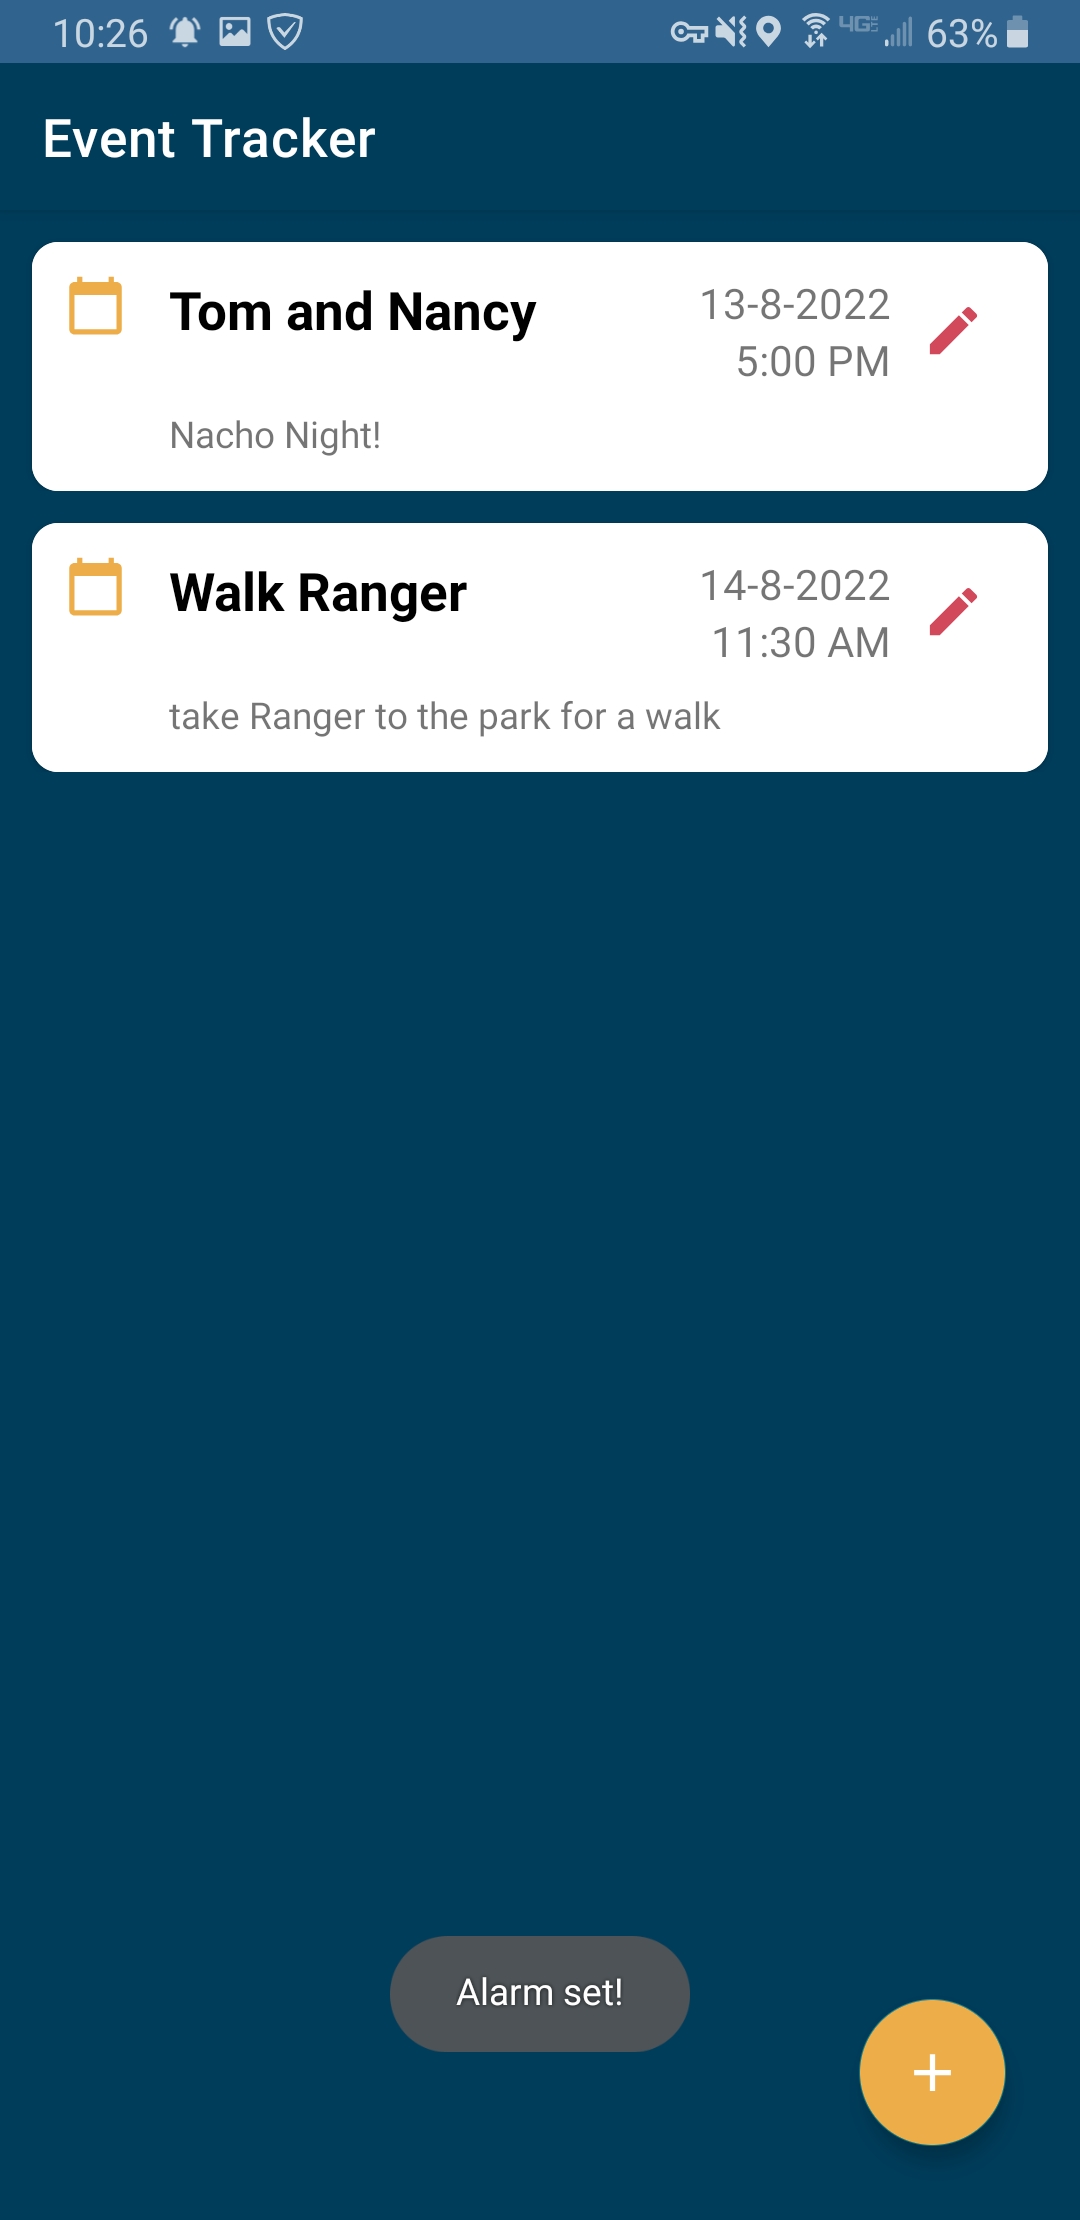 10:26 4G LTE 63%
Event Tracker
Tom and Nancy 13-8-2022
5:00 PM
Nacho Night!
Walk Ranger 14-8-2022
11:30 AM
take Ranger to the park for a walk
Alarm set!
+